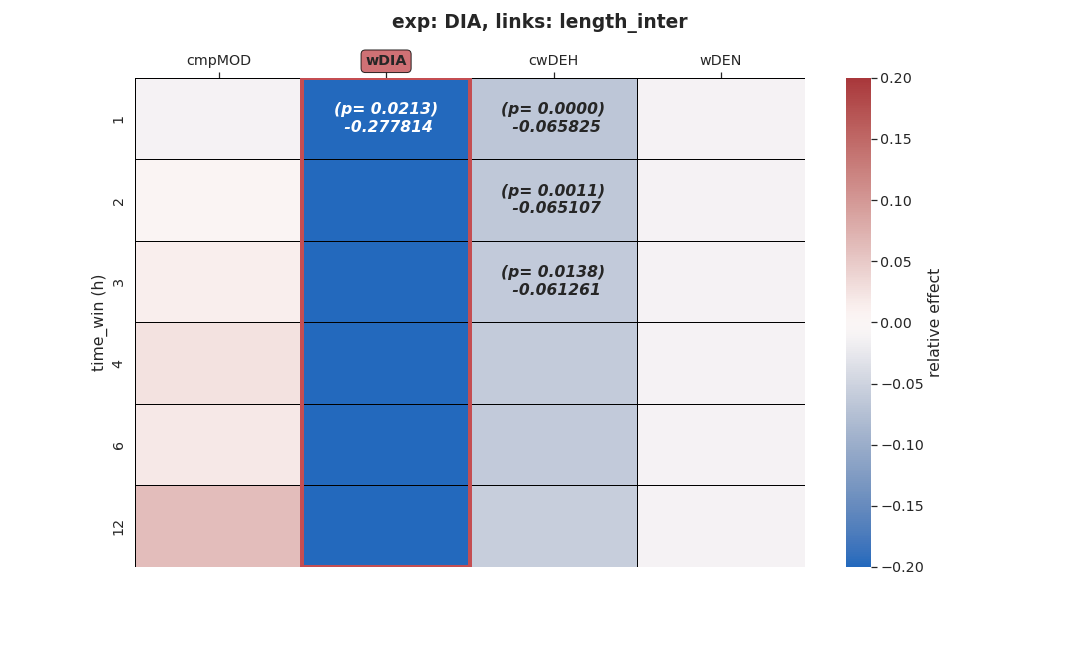 exp: DIA, links: length_inter
cmpMOD wDIA cwDEH wDEN
(p= 0.0213) (p= 0.0000)
-0.277814 -0.065825
(p= 0.0011)
-0.065107
(p= 0.0138)
-0.061261
time_win (h)
1
2
3
4
6
12
0.20
0.15
0.10
0.05
0.00
−0.05
−0.10
−0.15
−0.20
relative effect